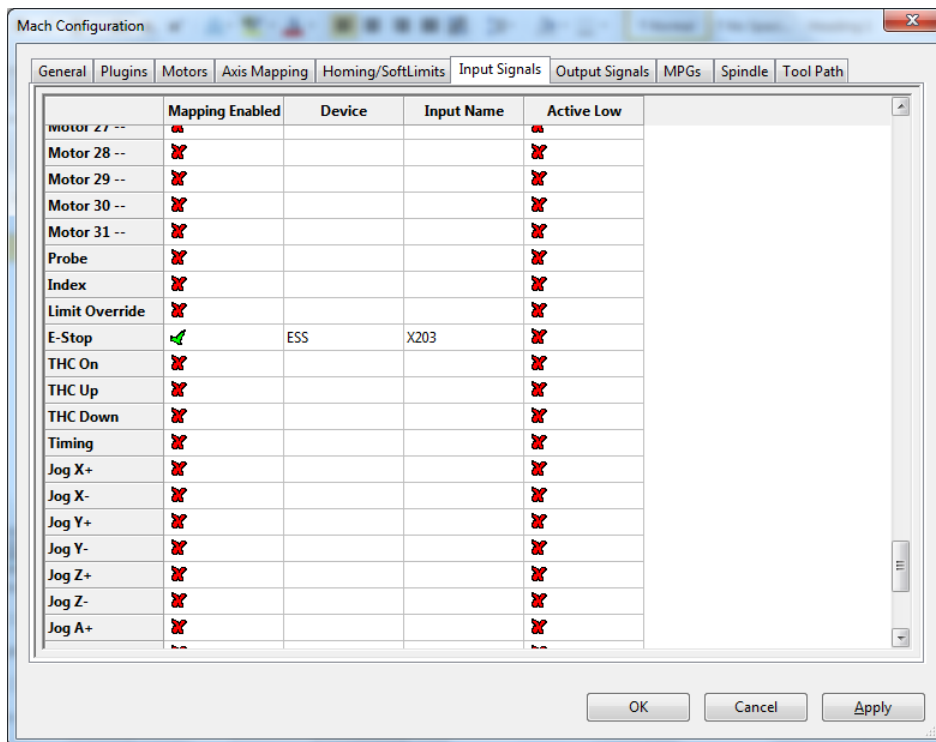 Mach Configuration
General Plugins Motors Axis Mapping Homing/SoftLimits Input Signals Output Signals MPGs Spindle Tool Path
Mapping Enabled Device Input Name Active Low
Motor 27 --
Motor 28 --
Motor 29 --
Motor 30 --
Motor 31 --
Probe
Index
Limit Override
E-Stop ESS X203
THC On
THC Up
THC Down
Timing
Jog X+
Jog X-
Jog Y+
Jog Y-
Jog Z+
Jog Z-
Jog A+
OK Cancel Apply